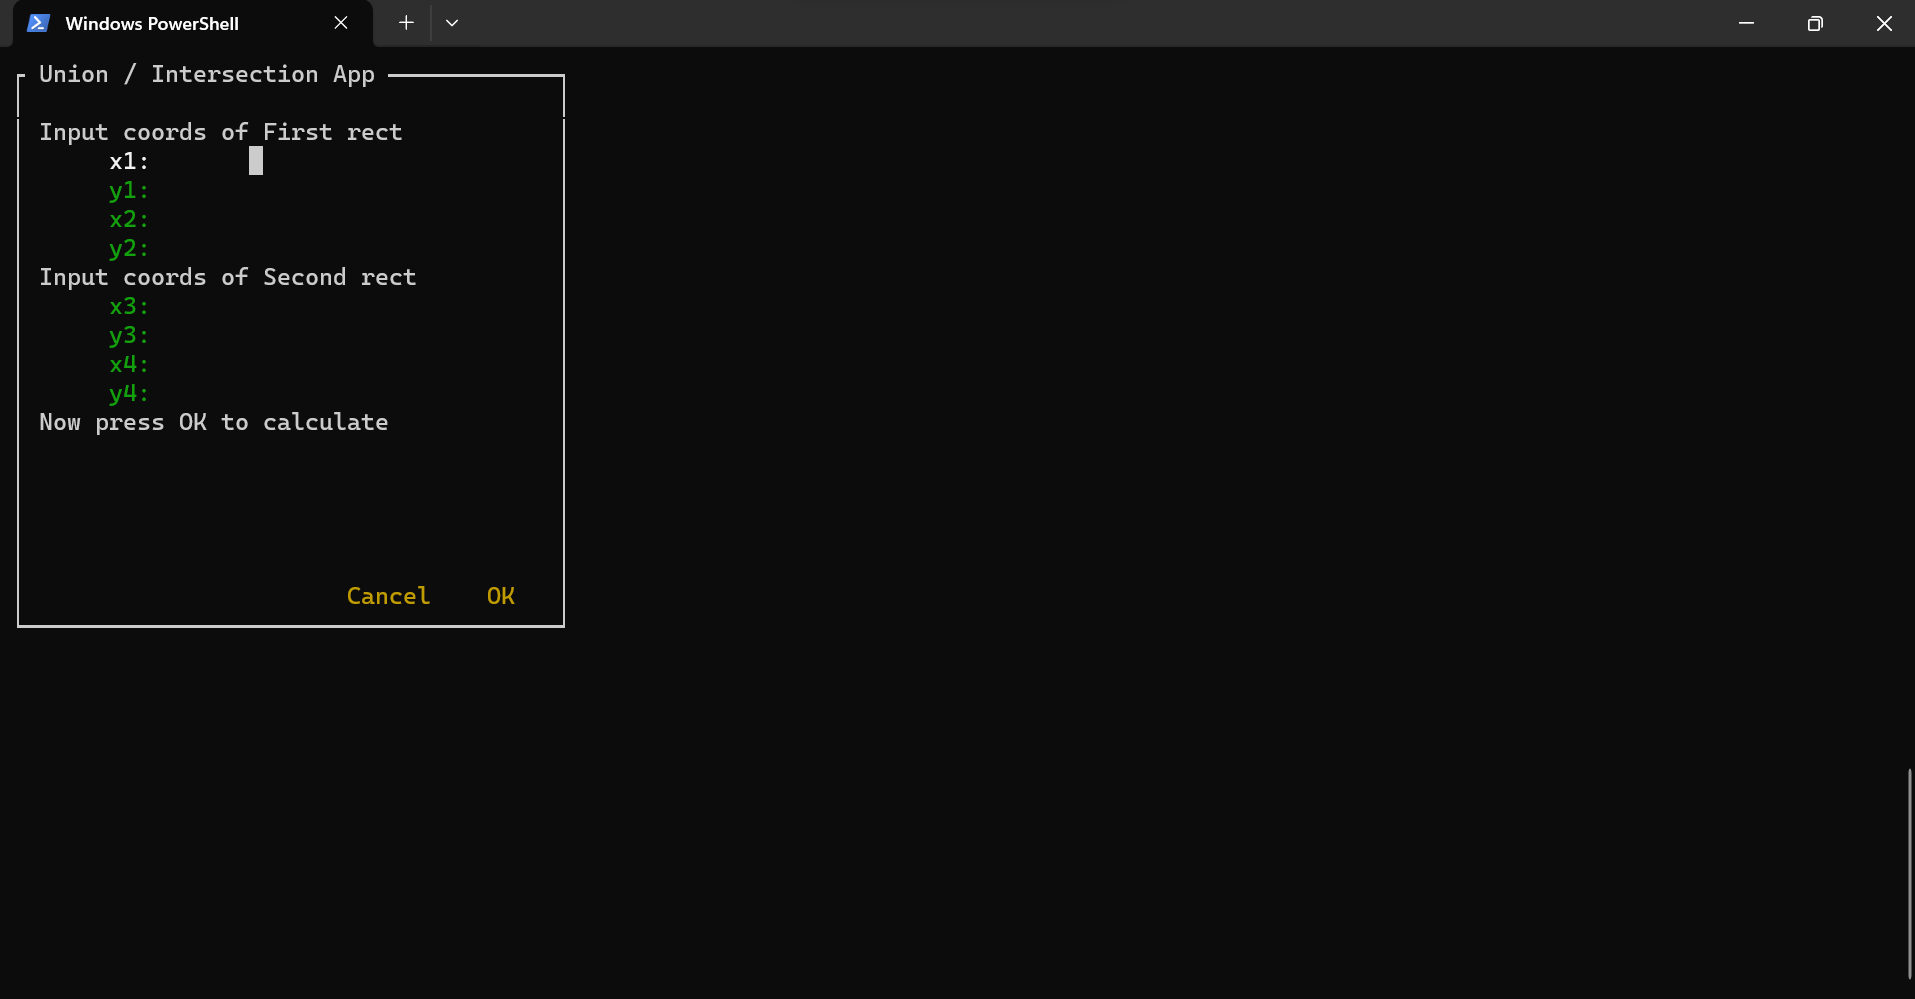 Windows PowerShell
Union / Intersection App
Input coords of First rect
x1:
y1:
x2:
y2:
Input coords of Second rect
x3:
y3:
x4:
y4:
Now press OK to calculate
Cancel OK